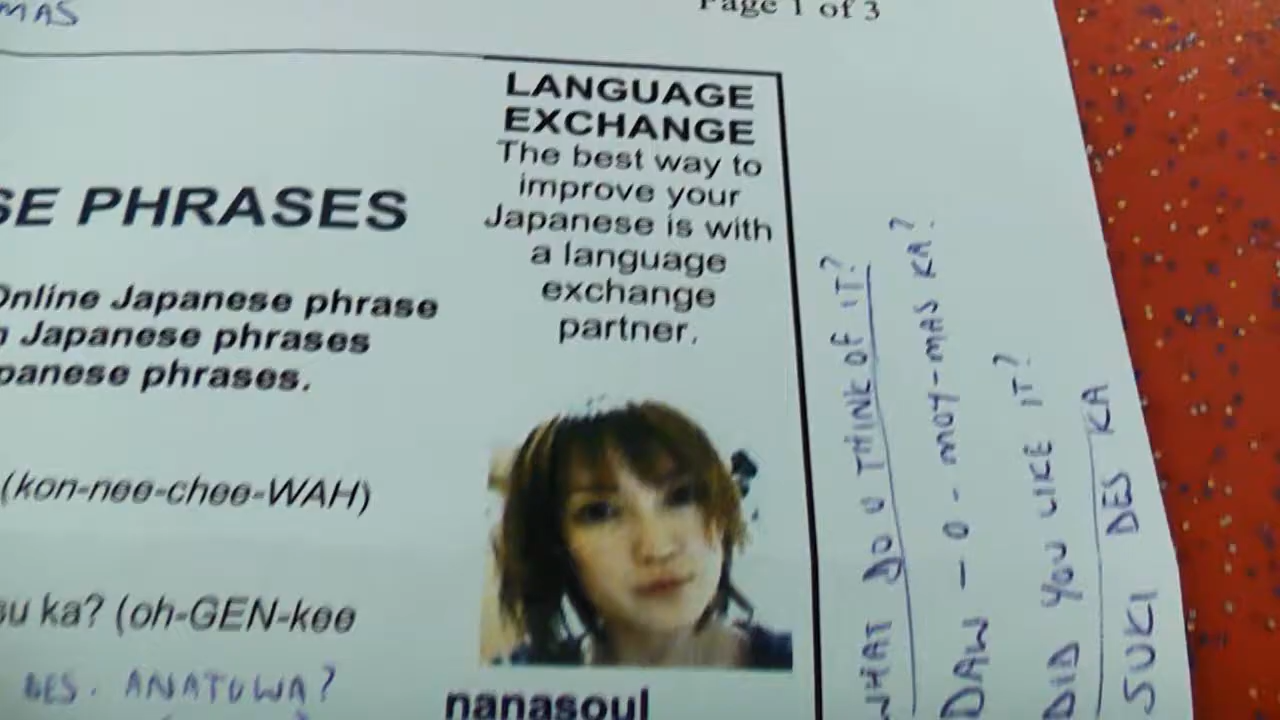 MAS
Page 1 of 3
LANGUAGE
EXCHANGE
The best way to
improve your
Japanese is with
a language
exchange
partner.
SE PHRASES
Online Japanese phrase
n Japanese phrases
panese phrases.
(kon-nee-chee-WAH)
su ka? (oh-GEN-kee
DES. ANATUWA?
nanasoul
WHAT DO U THINK OF IT?
DAW - O - MOY-MAS KA?
DID YOU LIKE IT?
SUKI DES KA